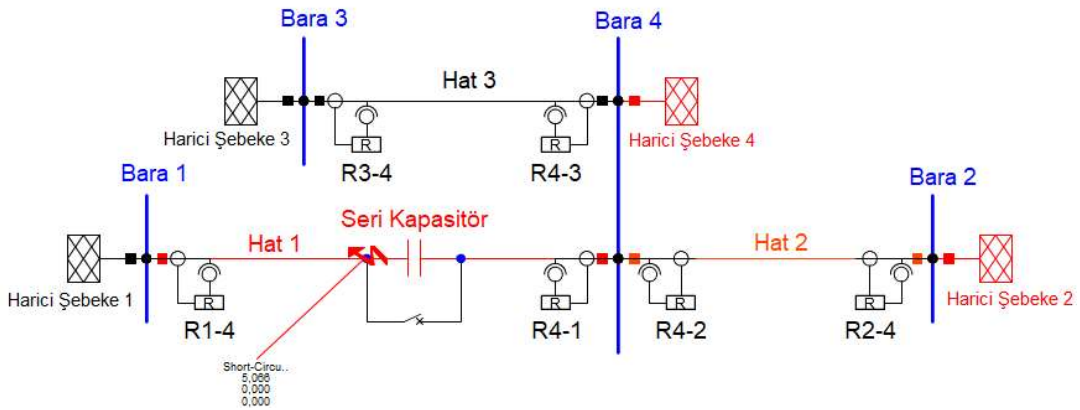 Bara 3
Bara 4
Hat 3
Harici Şebeke 3
R
R
Harici Şebeke 4
R3-4
R4-3
Bara 1
Bara 2
Seri Kapasitör
Hat 1
Hat 2
Harici Şebeke 1
R
R
R
R
Harici Şebeke 2
R1-4
R4-1
R4-2
R2-4
Short-Circu..
5,066
0,000
0,000